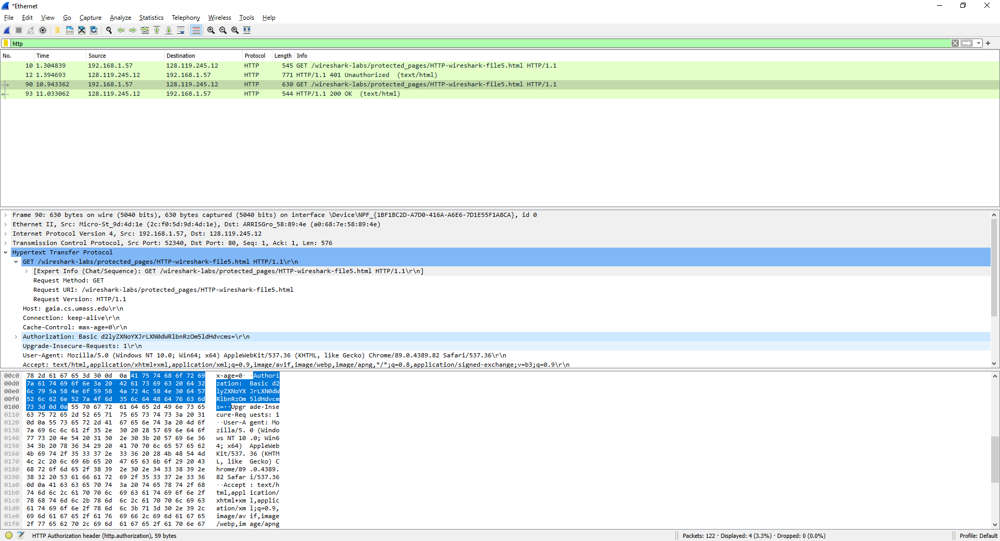 *Ethernet
File Edit View Go Capture Analyze Statistics Telephony Wireless Tools Help
http
No. Time Source Destination Protocol Length Info
10 1.304839 192.168.1.57 128.119.245.12 HTTP 545 GET /wireshark-labs/protected_pages/HTTP-wireshark-file5.html HTTP/1.1
12 1.394693 128.119.245.12 192.168.1.57 HTTP 771 HTTP/1.1 401 Unauthorized (text/html)
90 10.943362 192.168.1.57 128.119.245.12 HTTP 630 GET /wireshark-labs/protected_pages/HTTP-wireshark-file5.html HTTP/1.1
93 11.033062 128.119.245.12 192.168.1.57 HTTP 544 HTTP/1.1 200 OK (text/html)
Frame 90: 630 bytes on wire (5040 bits), 630 bytes captured (5040 bits) on interface \Device\NPF_{1BF1BC2D-A7D0-416A-A6E6-7D1E55F1A8CA}, id 0
Ethernet II, Src: Micro-St_9d:4d:1e (2c:f0:5d:9d:4d:1e), Dst: ARRISGro_58:89:4e (a0:68:7e:58:89:4e)
Internet Protocol Version 4, Src: 192.168.1.57, Dst: 128.119.245.12
Transmission Control Protocol, Src Port: 52340, Dst Port: 80, Seq: 1, Ack: 1, Len: 576
Hypertext Transfer Protocol
GET /wireshark-labs/protected_pages/HTTP-wireshark-file5.html HTTP/1.1\r\n
[Expert Info (Chat/Sequence): GET /wireshark-labs/protected_pages/HTTP-wireshark-file5.html HTTP/1.1\r\n]
Request Method: GET
Request URI: /wireshark-labs/protected_pages/HTTP-wireshark-file5.html
Request Version: HTTP/1.1
Host: gaia.cs.umass.edu\r\n
Connection: keep-alive\r\n
Cache-Control: max-age=0\r\n
Authorization: Basic d2lyZXNoYXJrLXN0dWRlbnRzOm5ldHdvcms=\r\n
Upgrade-Insecure-Requests: 1\r\n
User-Agent: Mozilla/5.0 (Windows NT 10.0; Win64; x64) AppleWebKit/537.36 (KHTML, like Gecko) Chrome/89.0.4389.82 Safari/537.36\r\n
Accept: text/html,application/xhtml+xml,application/xml;q=0.9,image/avif,image/webp,image/apng,*/*;q=0.8,application/signed-exchange;v=b3;q=0.9\r\n
00c0 78 2d 61 67 65 3d 30 0d 0a 41 75 74 68 6f 72 69 x-age=0· ·Authori
00d0 7a 61 74 69 6f 6e 3a 20 42 61 73 69 63 20 64 32 zation: Basic d2
00e0 6c 79 5a 58 4e 6f 59 58 4a 72 4c 58 4e 30 64 57 lyZXNoYX JrLXN0dW
00f0 52 6c 62 6e 52 7a 4f 6d 35 6c 64 48 64 76 63 6d RlbnRzOm 5ldHdvcm
0100 73 3d 0d 0a 55 70 67 72 61 64 65 2d 49 6e 73 65 s=··Upgr ade-Inse
0110 63 75 72 65 2d 52 65 71 75 65 73 74 73 3a 20 31 cure-Req uests: 1
0120 0d 0a 55 73 65 72 2d 41 67 65 6e 74 3a 20 4d 6f ··User-A gent: Mo
0130 7a 69 6c 6c 61 2f 35 2e 30 20 28 57 69 6e 64 6f zilla/5. 0 (Windo
0140 77 73 20 4e 54 20 31 30 2e 30 3b 20 57 69 6e 36 ws NT 10 .0; Win6
0150 34 3b 20 78 36 34 29 20 41 70 70 6c 65 57 65 62 4; x64) AppleWeb
0160 4b 69 74 2f 35 33 37 2e 33 36 20 28 4b 48 54 4d Kit/537. 36 (KHTM
0170 4c 2c 20 6c 69 6b 65 20 47 65 63 6b 6f 29 20 43 L, like Gecko) C
0180 68 72 6f 6d 65 2f 38 39 2e 30 2e 34 33 38 39 2e hrome/89 .0.4389.
0190 38 32 20 53 61 66 61 72 69 2f 35 33 37 2e 33 36 82 Safar i/537.36
01a0 0d 0a 41 63 63 65 70 74 3a 20 74 65 78 74 2f 68 ··Accept : text/h
01b0 74 6d 6c 2c 61 70 70 6c 69 63 61 74 69 6f 6e 2f tml,appl ication/
01c0 78 68 74 6d 6c 2b 78 6d 6c 2c 61 70 70 6c 69 63 xhtml+xm l,applic
01d0 61 74 69 6f 6e 2f 78 6d 6c 3b 71 3d 30 2e 39 2c ation/xm l;q=0.9,
01e0 69 6d 61 67 65 2f 61 76 69 66 2c 69 6d 61 67 65 image/av if,image
01f0 2f 77 65 62 70 2c 69 6d 61 67 65 2f 61 70 6e 67 /webp,im age/apng
HTTP Authorization header (http.authorization), 59 bytes
Packets: 122 · Displayed: 4 (3.3%) · Dropped: 0 (0.0%)
Profile: Default